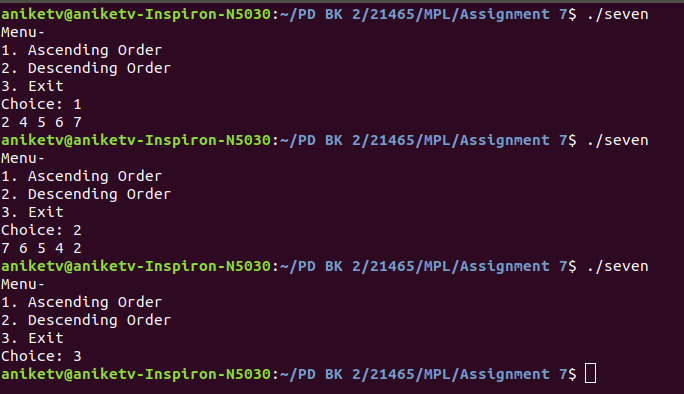 aniketv@aniketv-Inspiron-N5030:~/PD BK 2/21465/MPL/Assignment 7$ ./seven
Menu-
1. Ascending Order
2. Descending Order
3. Exit
Choice: 1
2 4 5 6 7
aniketv@aniketv-Inspiron-N5030:~/PD BK 2/21465/MPL/Assignment 7$ ./seven
Menu-
1. Ascending Order
2. Descending Order
3. Exit
Choice: 2
7 6 5 4 2
aniketv@aniketv-Inspiron-N5030:~/PD BK 2/21465/MPL/Assignment 7$ ./seven
Menu-
1. Ascending Order
2. Descending Order
3. Exit
Choice: 3
aniketv@aniketv-Inspiron-N5030:~/PD BK 2/21465/MPL/Assignment 7$